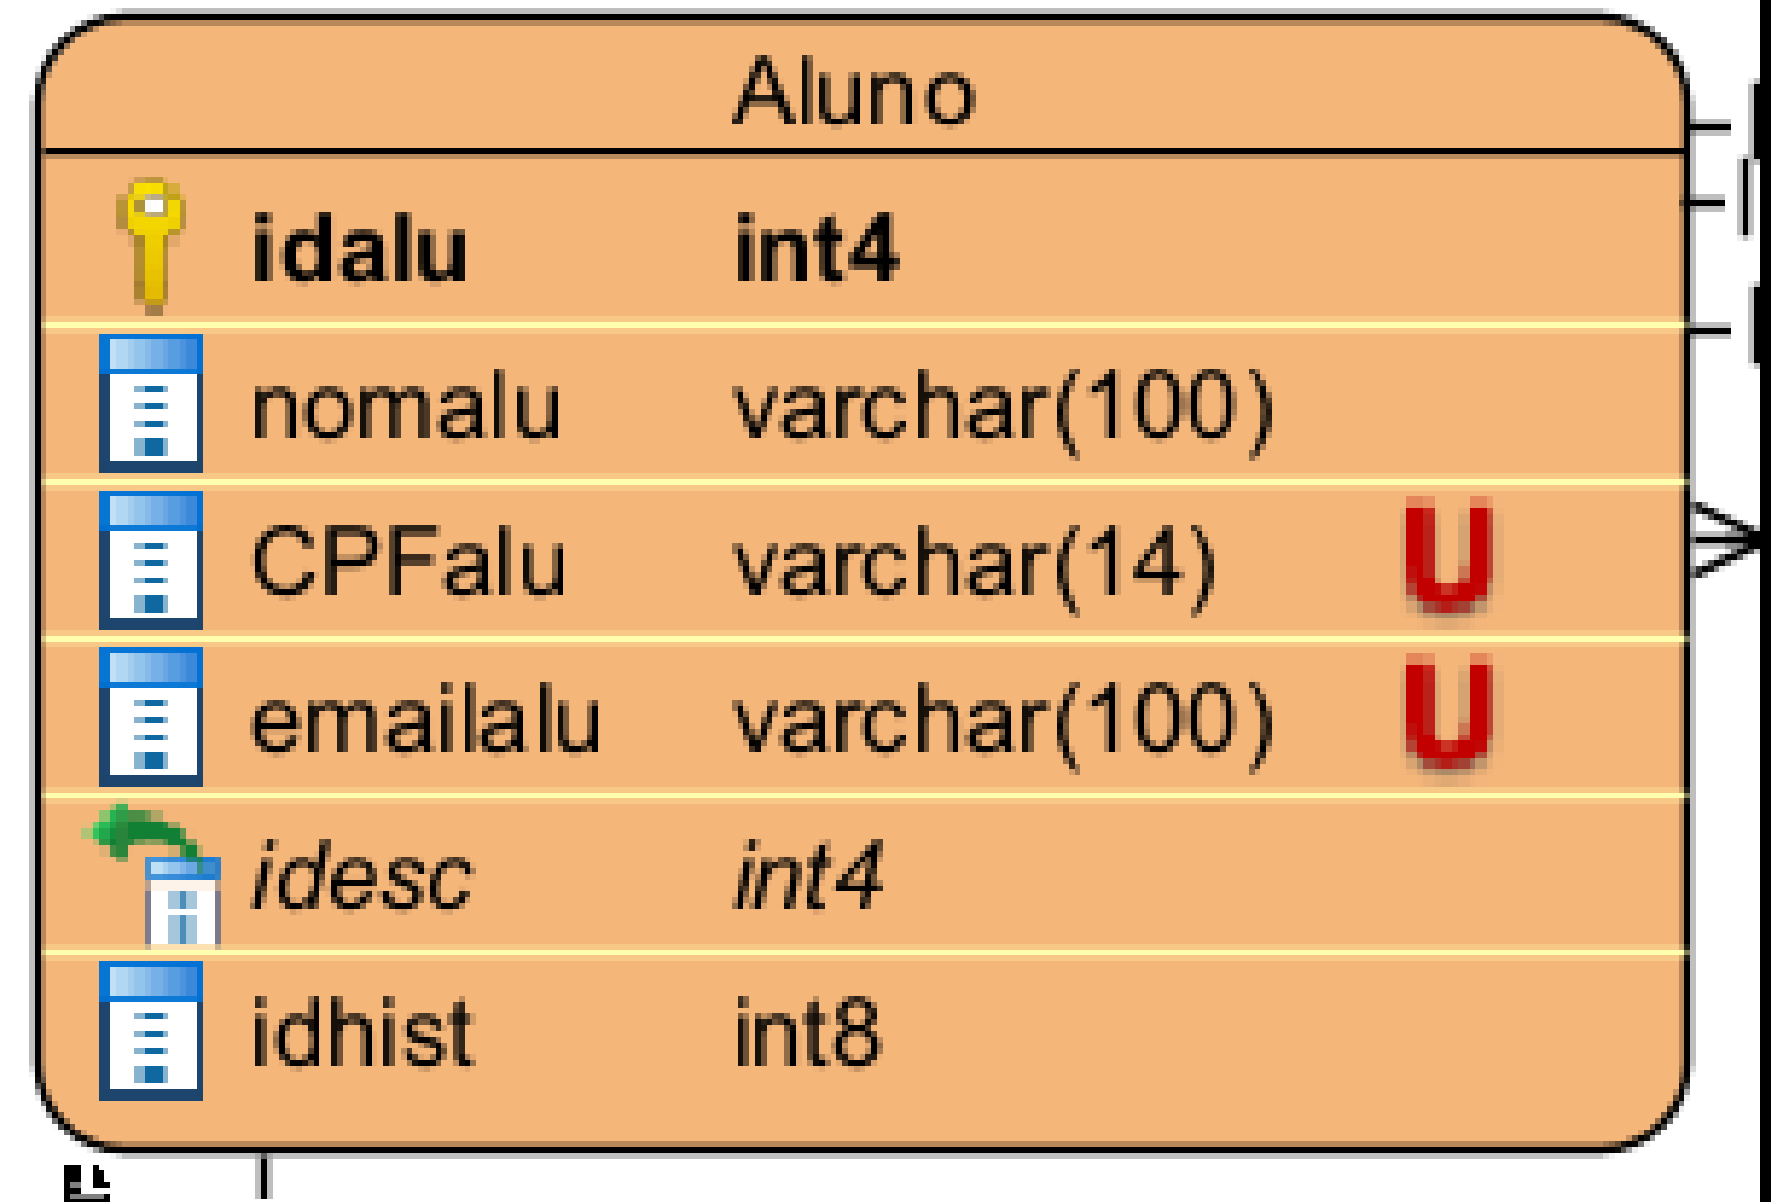 Aluno
idalu int4
nomalu varchar(100)
CPFalu varchar(14) U
emailalu varchar(100) U
idesc int4
idhist int8